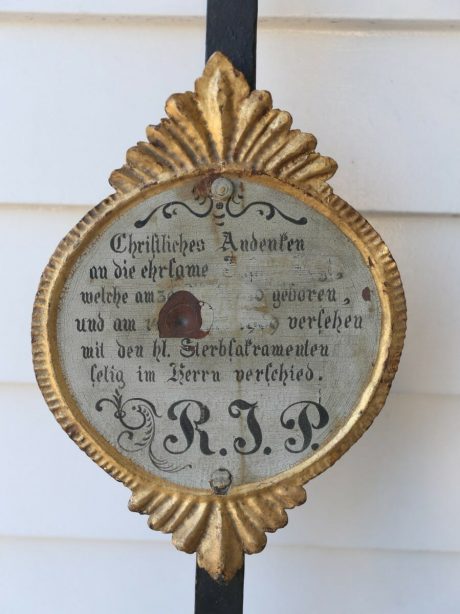 Chriſtliches Andenken
an die ehrſame
welche am geboren,
und am verſehen
mit den hl. Sterbſakramenten
ſelig im Herrn verſchied.
R. I. P.